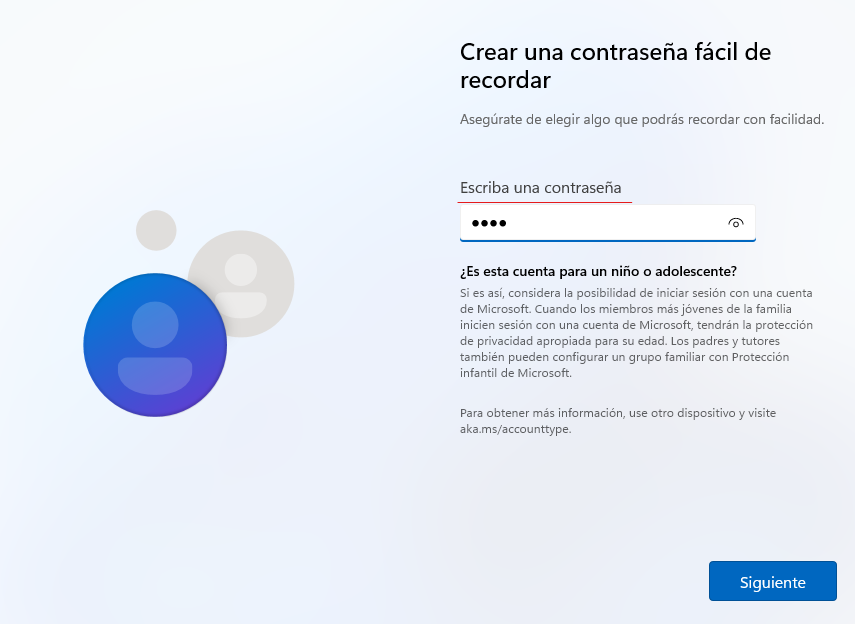 Crear una contraseña fácil de
recordar
Asegúrate de elegir algo que podrás recordar con facilidad.
Escriba una contraseña
••••
¿Es esta cuenta para un niño o adolescente?
Si es así, considera la posibilidad de iniciar sesión con una cuenta
de Microsoft. Cuando los miembros más jóvenes de la familia
inicien sesión con una cuenta de Microsoft, tendrán la protección
de privacidad apropiada para su edad. Los padres y tutores
también pueden configurar un grupo familiar con Protección
infantil de Microsoft.
Para obtener más información, use otro dispositivo y visite
aka.ms/accounttype.
Siguiente